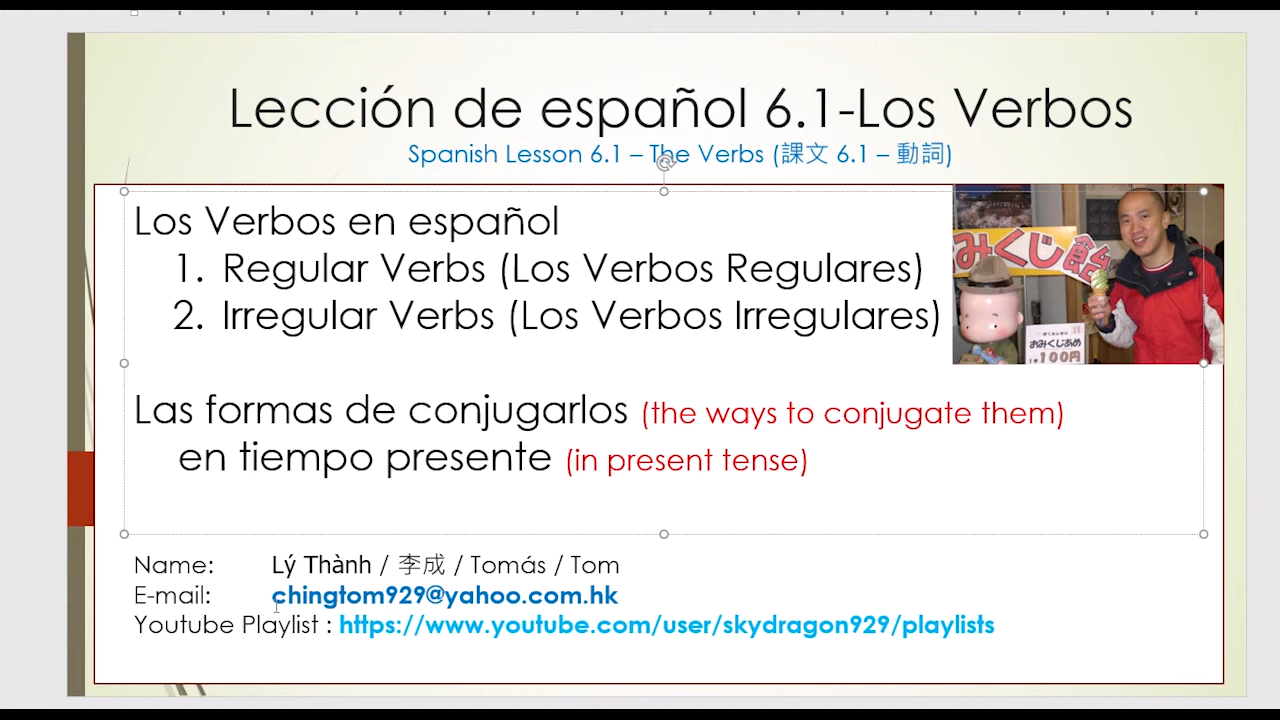 Lección de español 6.1-Los Verbos
Spanish Lesson 6.1 – The Verbs (課文 6.1 – 動詞)
Los Verbos en español
1. Regular Verbs (Los Verbos Regulares)
2. Irregular Verbs (Los Verbos Irregulares)
みくじ飴
おみくじあめ
100円
Las formas de conjugarlos (the ways to conjugate them)
en tiempo presente (in present tense)
Name: Lý Thành / 李成 / Tomás / Tom
E-mail: chingtom929@yahoo.com.hk
Youtube Playlist : https://www.youtube.com/user/skydragon929/playlists